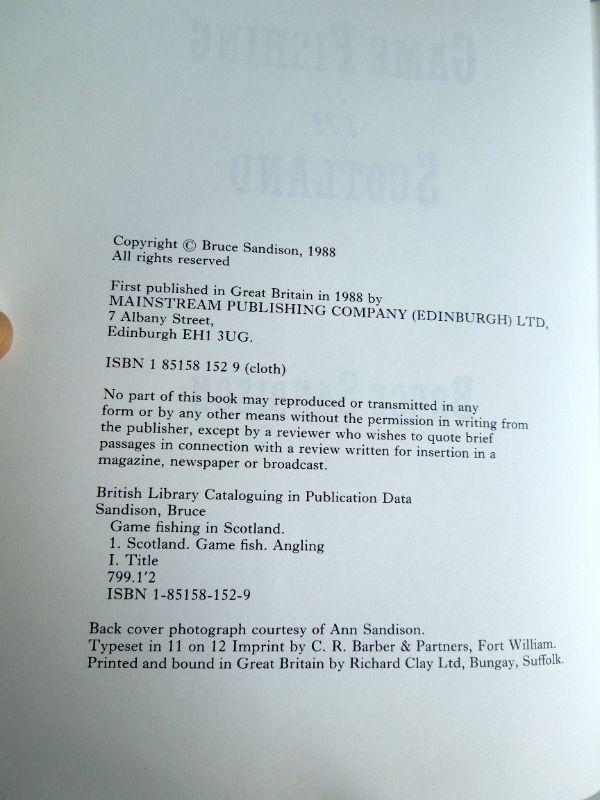 Copyright © Bruce Sandison, 1988
All rights reserved
First published in Great Britain in 1988 by
MAINSTREAM PUBLISHING COMPANY (EDINBURGH) LTD,
7 Albany Street,
Edinburgh EH1 3UG.
ISBN 1 85158 152 9 (cloth)
No part of this book may reproduced or transmitted in any
form or by any other means without the permission in writing from
the publisher, except by a reviewer who wishes to quote brief
passages in connection with a review written for insertion in a
magazine, newspaper or broadcast.
British Library Cataloguing in Publication Data
Sandison, Bruce
Game fishing in Scotland.
1. Scotland. Game fish. Angling
I. Title
799.1'2
ISBN 1-85158-152-9
Back cover photograph courtesy of Ann Sandison.
Typeset in 11 on 12 Imprint by C. R. Barber & Partners, Fort William.
Printed and bound in Great Britain by Richard Clay Ltd, Bungay, Suffolk.